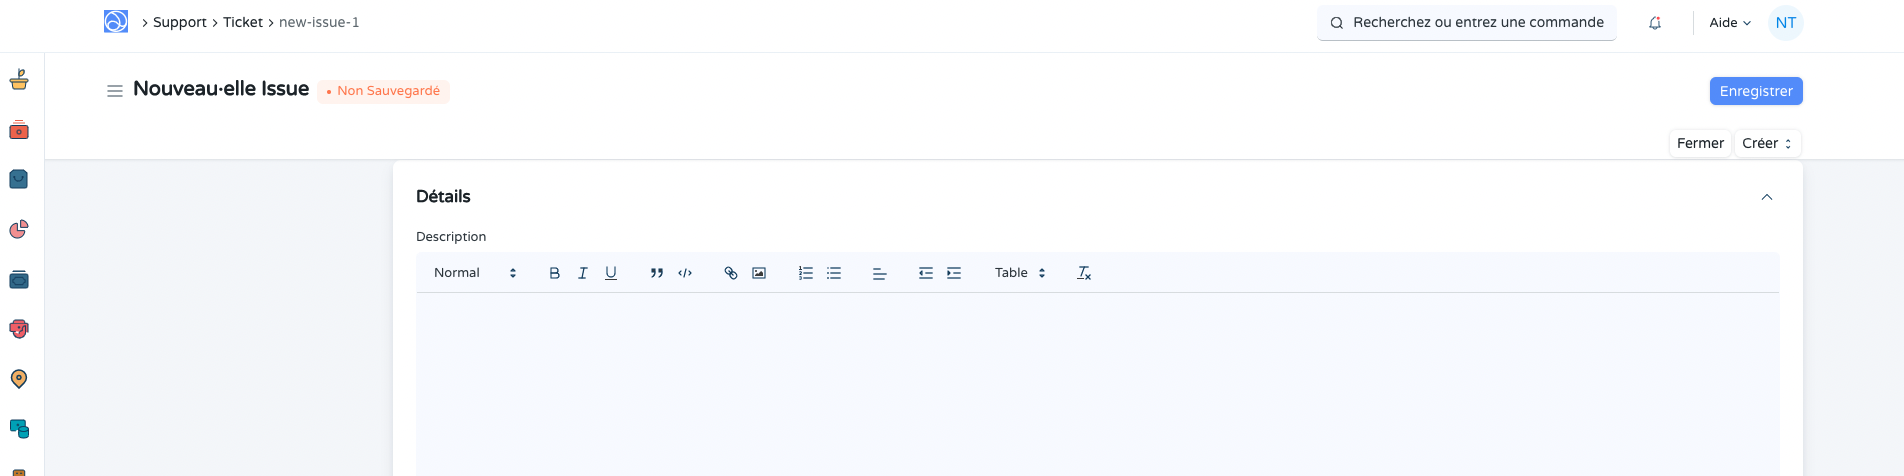 Support > Ticket > new-issue-1
Recherchez ou entrez une commande
Aide
NT
Nouveau·elle Issue
• Non Sauvegardé
Enregistrer
Fermer
Créer
Détails
Description
Normal
Table